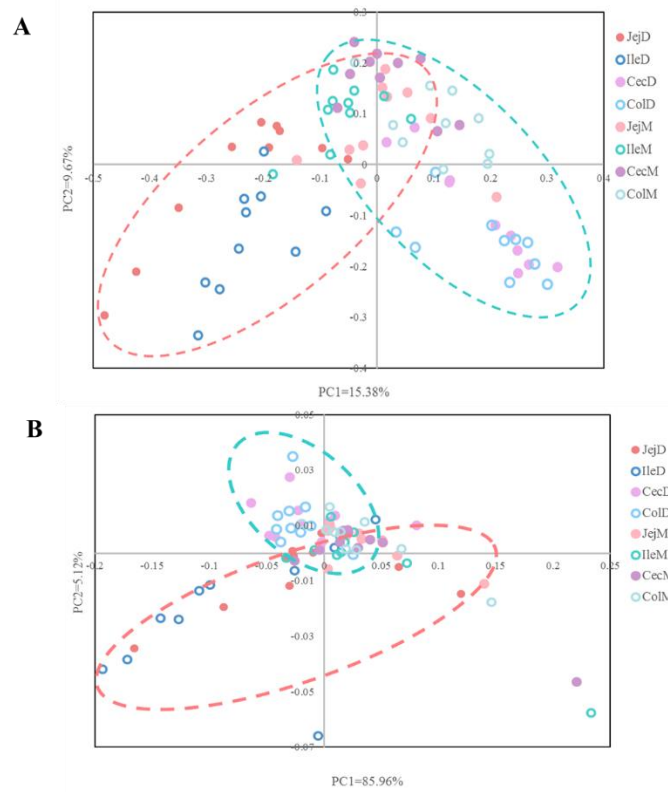 A
0.3
0.2
0.1
0
-0.5
-0.4
-0.3
-0.2
-0.1
0
0.1
0.2
0.3
0.4
-0.1
-0.2
-0.3
-0.4
PC2=9.67%
PC1=15.38%
JejD
IleD
CecD
ColD
JejM
IleM
CecM
ColM
B
0.05
0.03
0.01
-0.2
-0.15
-0.1
-0.05
0
0.05
0.1
0.15
0.2
0.25
-0.01
-0.03
-0.05
-0.07
PC2=5.12%
PC1=85.96%
JejD
IleD
CecD
ColD
JejM
IleM
CecM
ColM